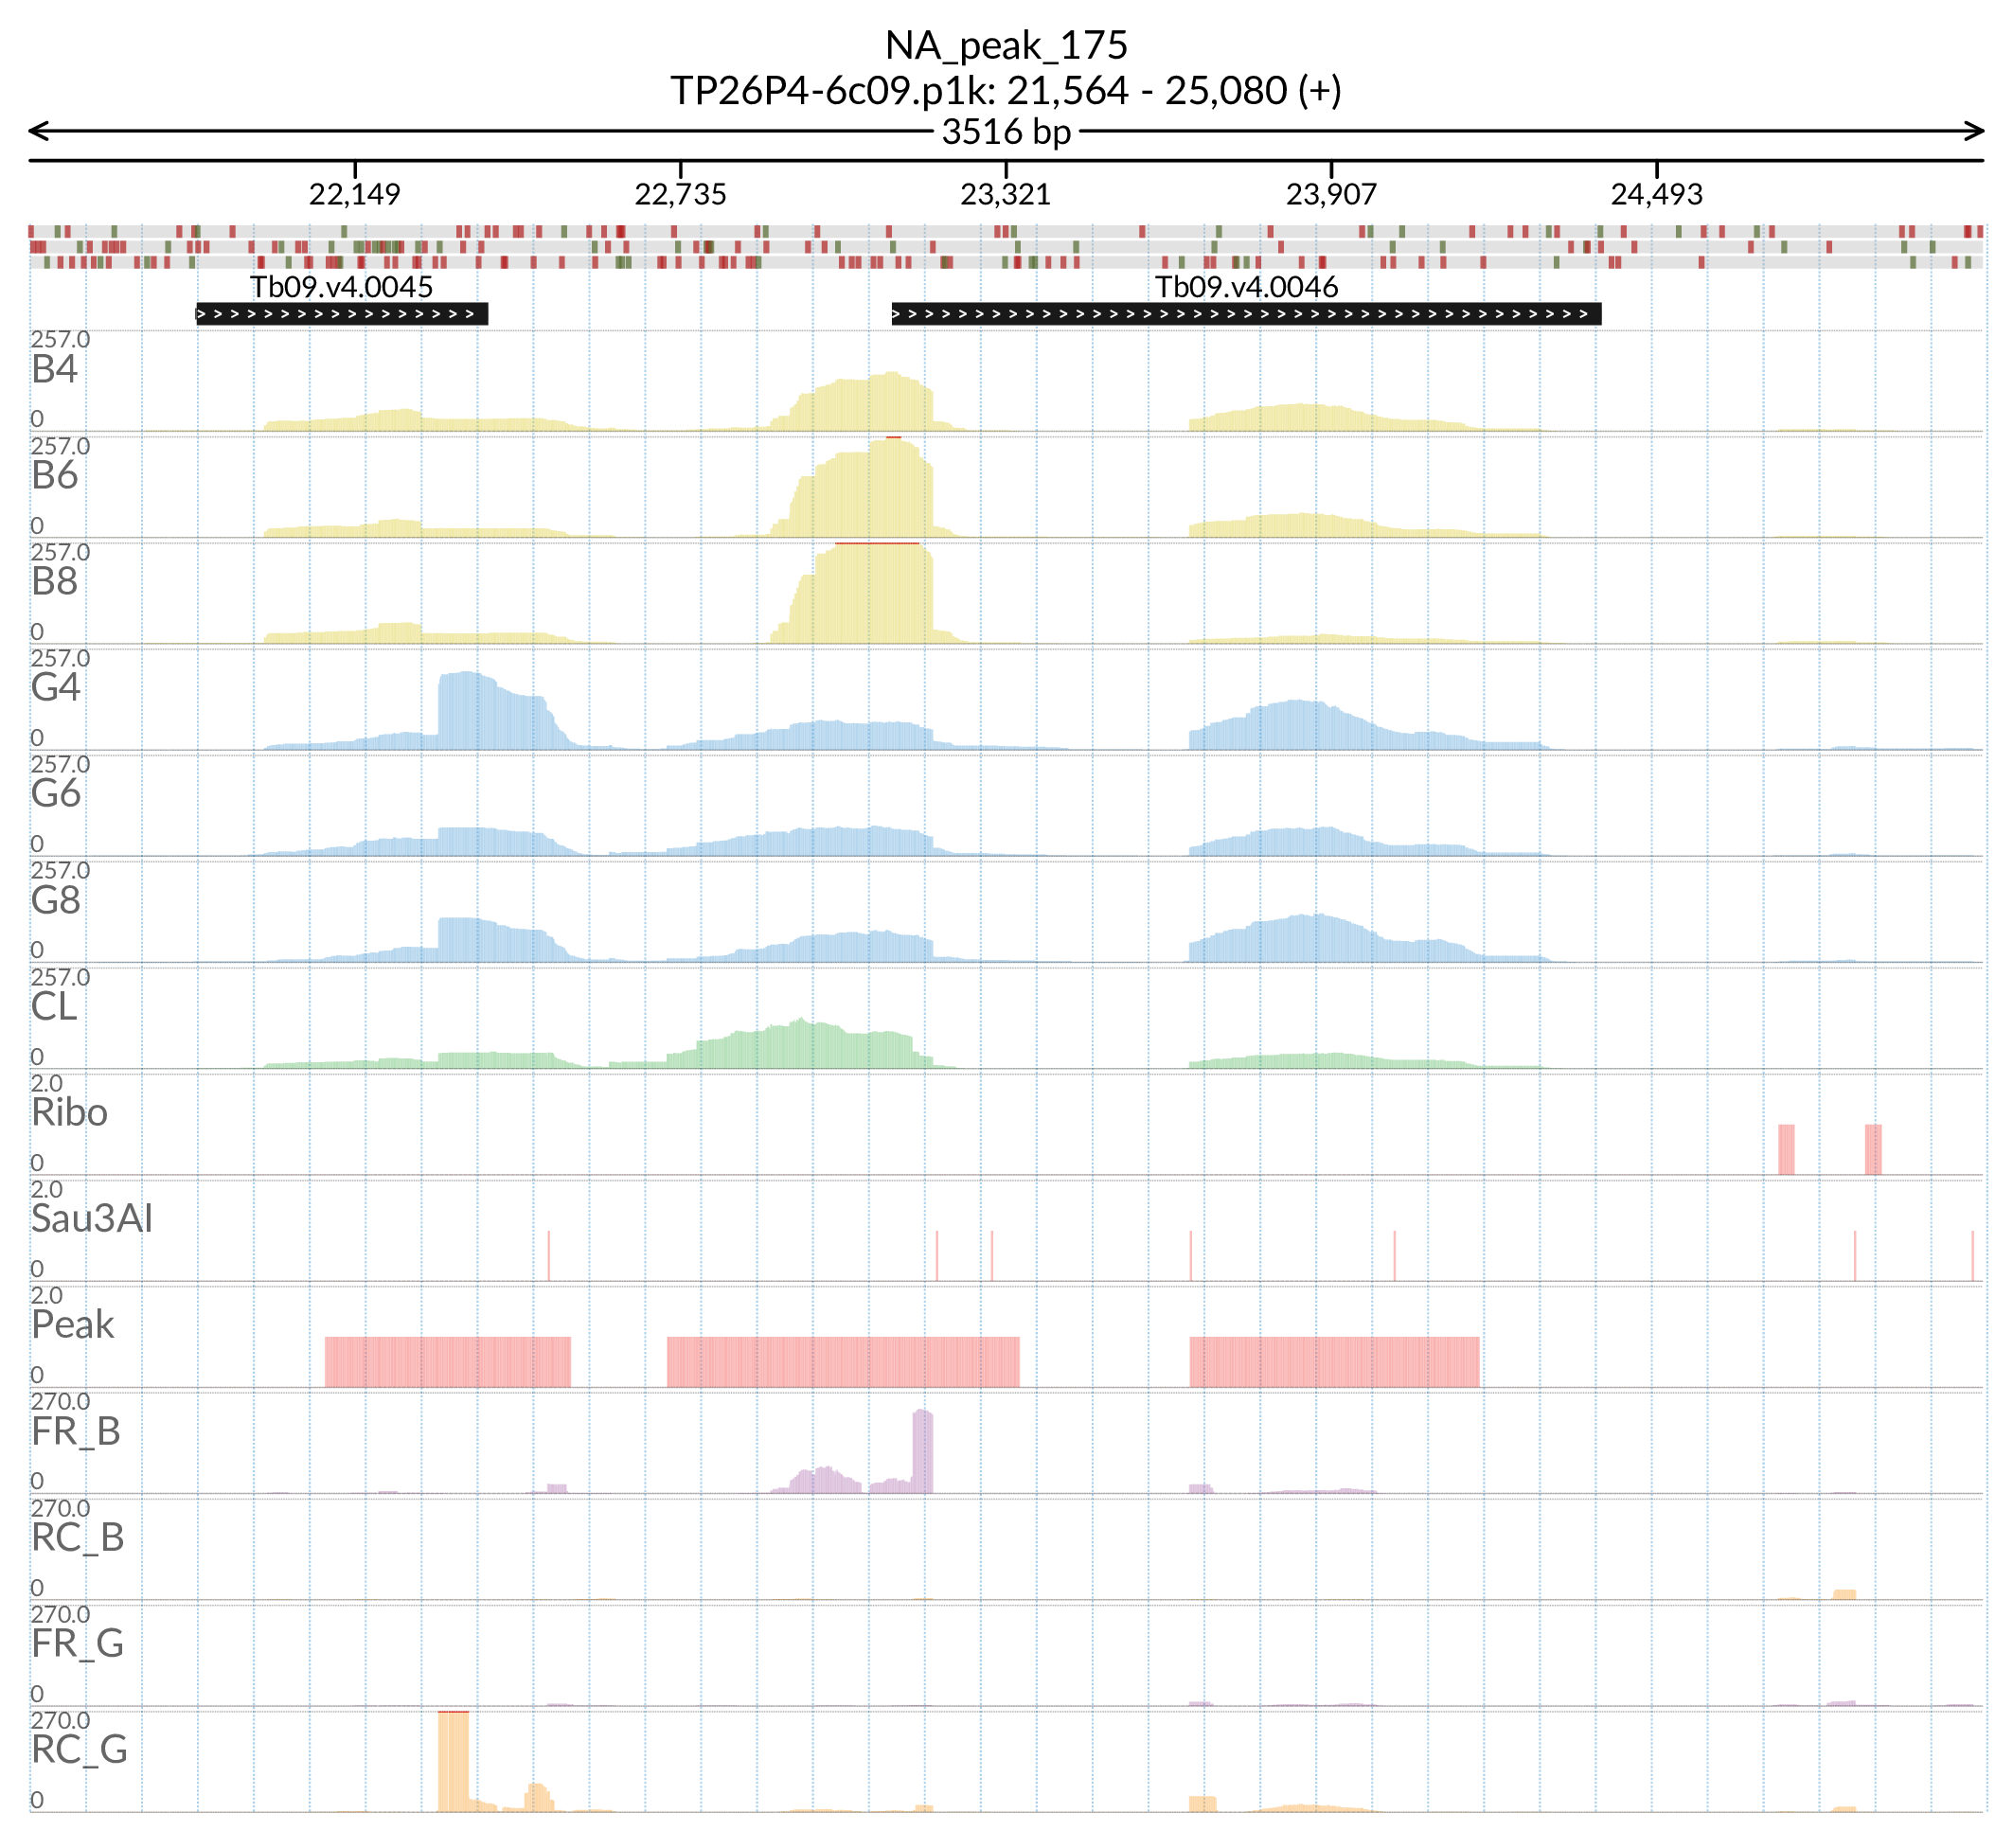 NA_peak_175
TP26P4-6c09.p1k: 21,564 - 25,080 (+)
3516 bp
22,149 22,735 23,321 23,907 24,493
Tb09.v4.0045 Tb09.v4.0046
257.0
B4
0
257.0
B6
0
257.0
B8
0
257.0
G4
0
257.0
G6
0
257.0
G8
0
257.0
CL
0
2.0
Ribo
0
2.0
Sau3AI
0
2.0
Peak
0
270.0
FR_B
0
270.0
RC_B
0
270.0
FR_G
0
270.0
RC_G
0